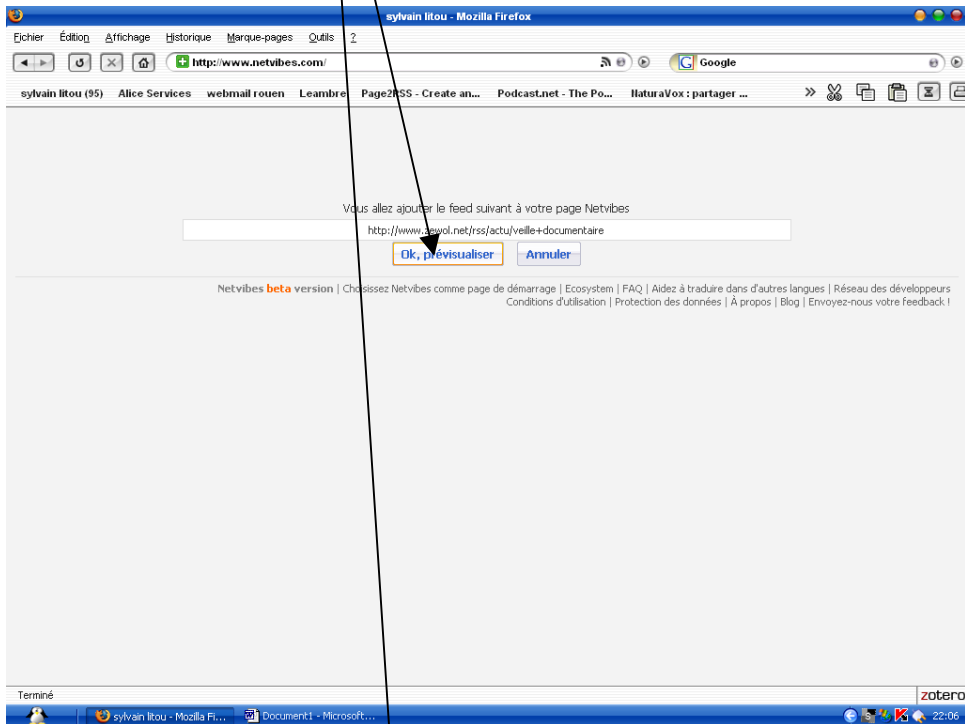 sylvain litou - Mozilla Firefox
Fichier Édition Affichage Historique Marque-pages Outils ?
http://www.netvibes.com/ G Google
sylvain litou (95) Alice Services webmail rouen Leambre Page2RSS - Create an... Podcast.net - The Po... NaturaVox : partager ... »
Vous allez ajouter le feed suivant à votre page Netvibes
http://www.zewol.net/rss/actu/veille+documentaire
Ok, prévisualiser Annuler
Netvibes beta version | Choisissez Netvibes comme page de démarrage | Ecosystem | FAQ | Aidez à traduire dans d'autres langues | Réseau des développeurs
Conditions d'utilisation | Protection des données | À propos | Blog | Envoyez-nous votre feedback !
Terminé zotero
sylvain litou - Mozilla Fi... Document1 - Microsoft... 22:06